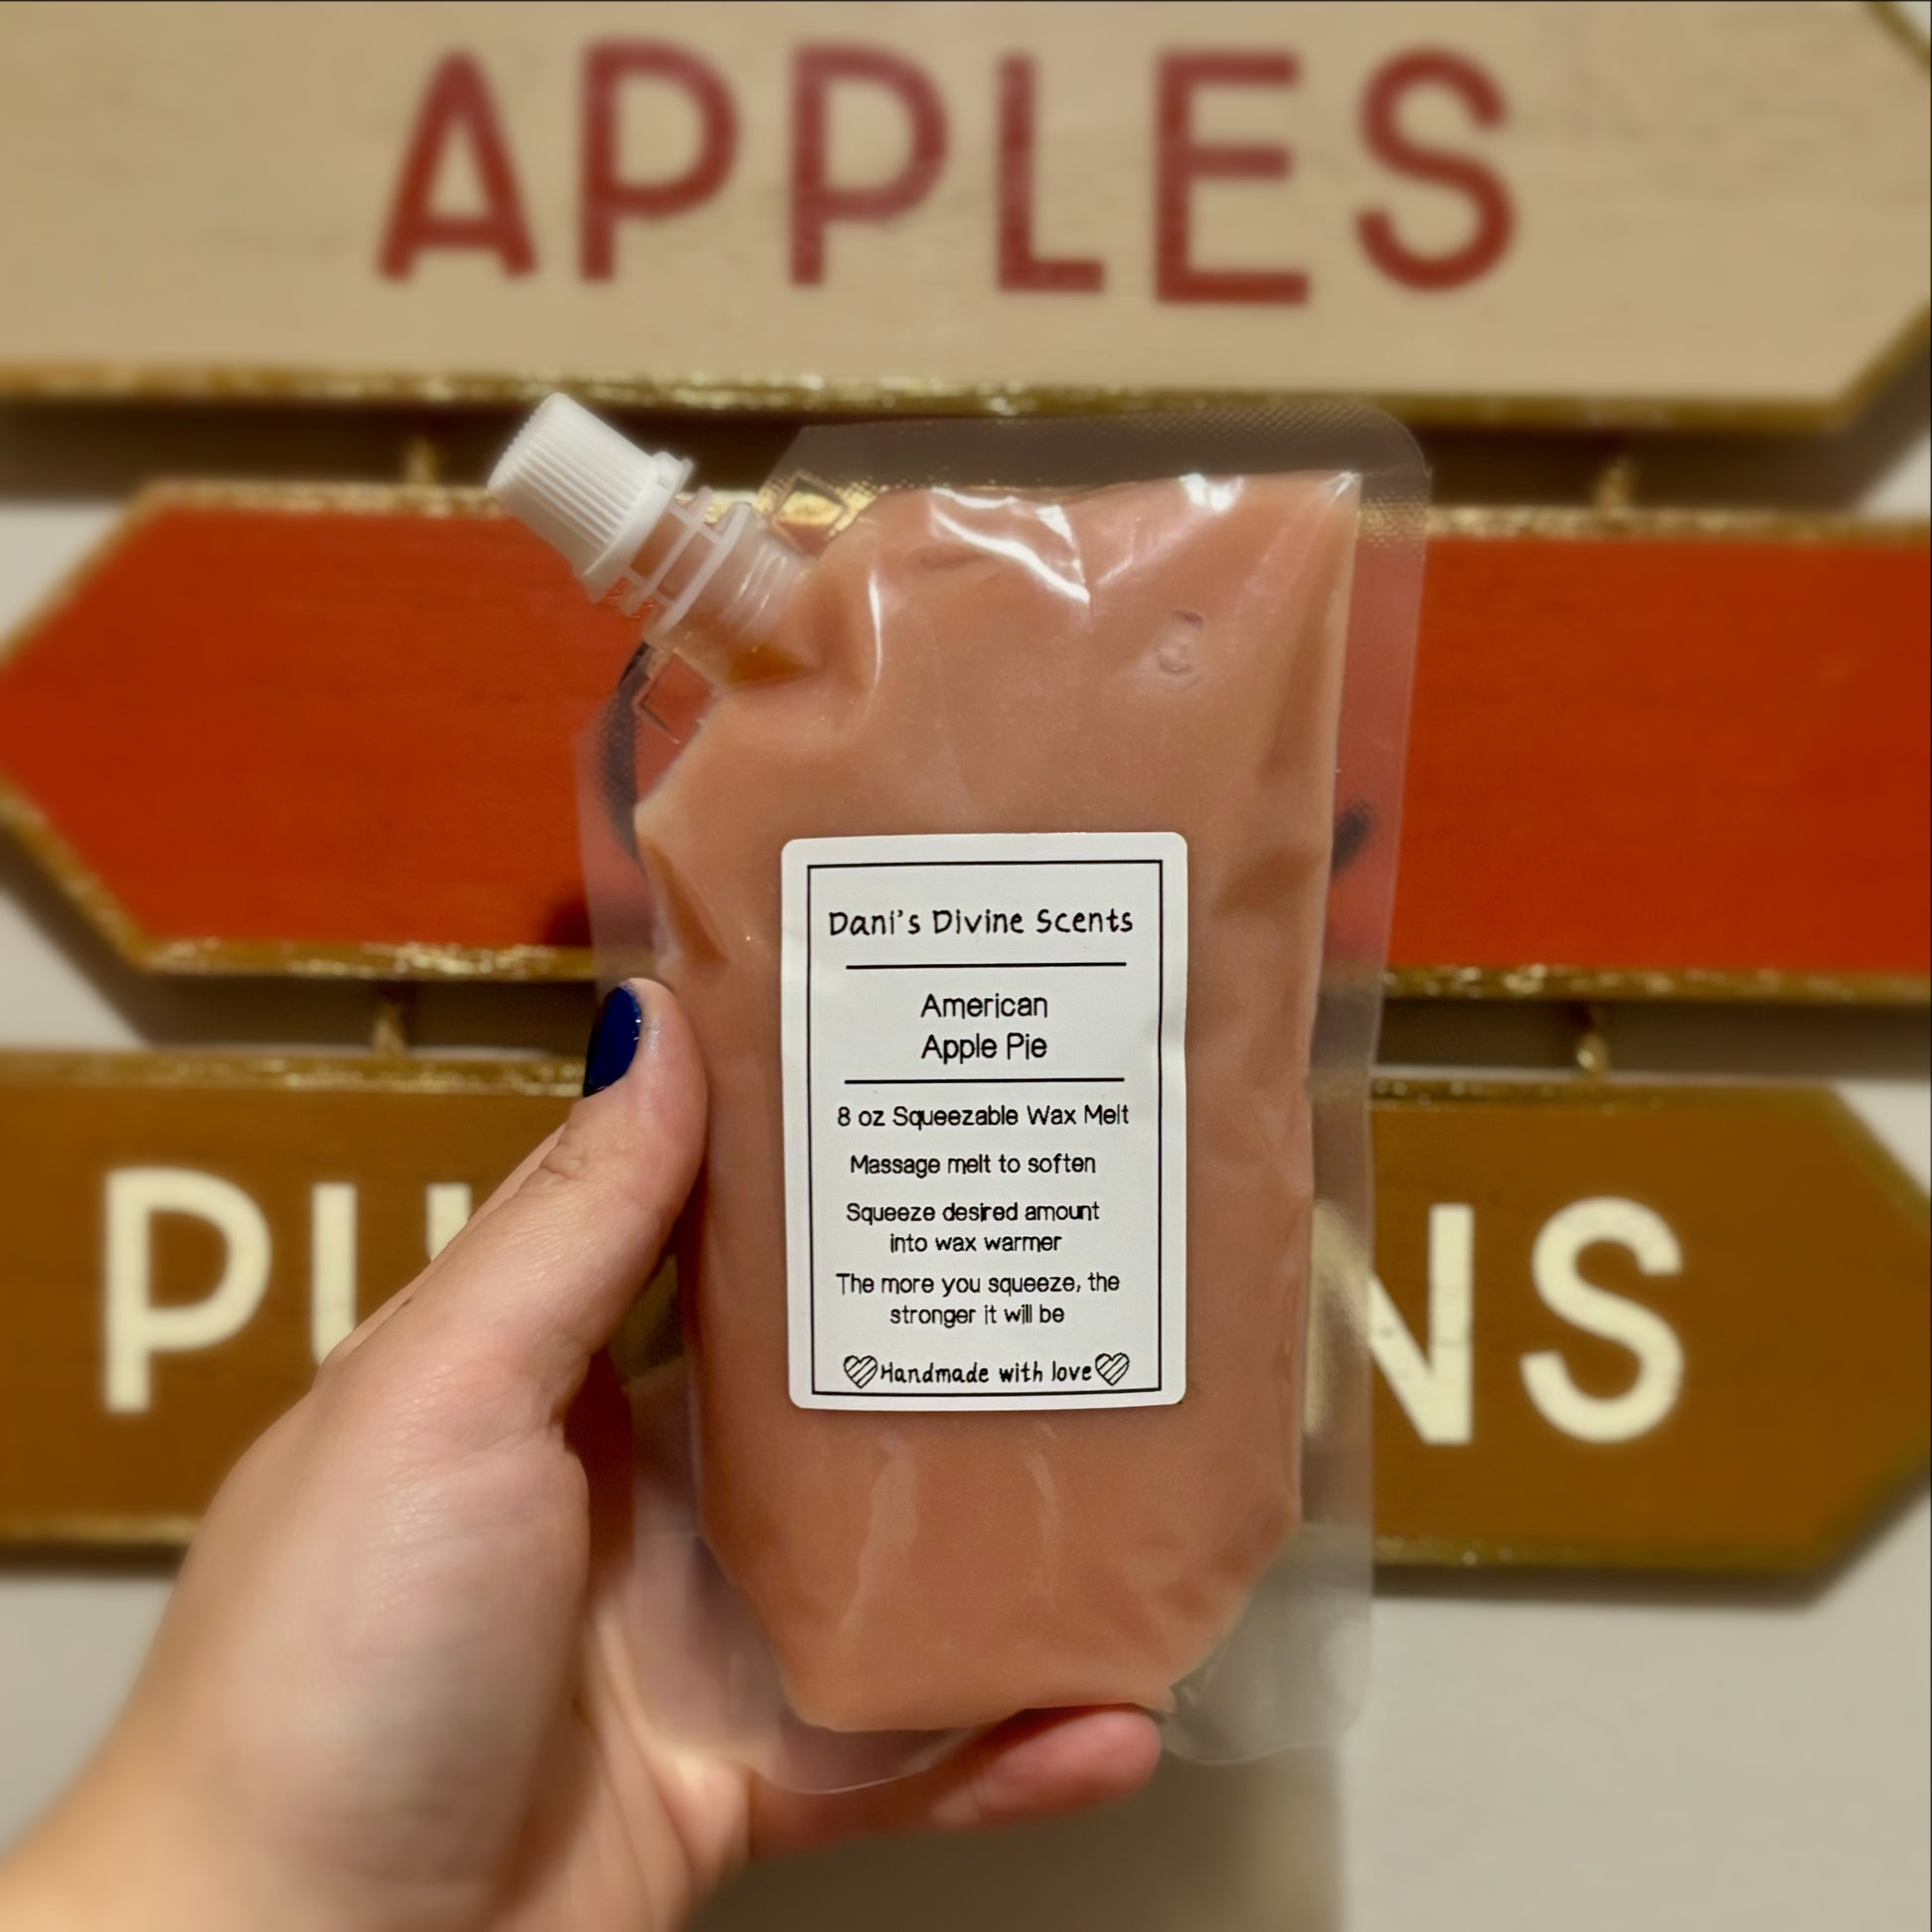 APPLES
Dani's Divine Scents
American
Apple Pie
8 oz Squeezable Wax Melt
Massage melt to soften
Squeeze desired amount
into wax warmer
The more you squeeze, the
stronger it will be
Handmade with love